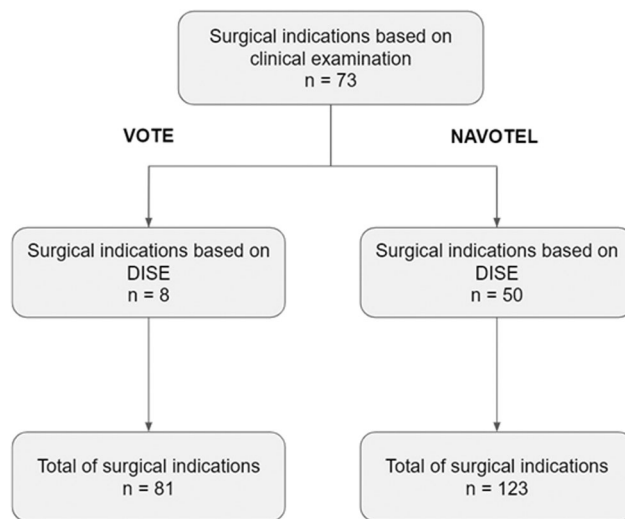 Surgical indications based on
clinical examination
n = 73
VOTE
NAVOTEL
Surgical indications based on
DISE
n = 8
Surgical indications based on
DISE
n = 50
Total of surgical indications
n = 81
Total of surgical indications
n = 123